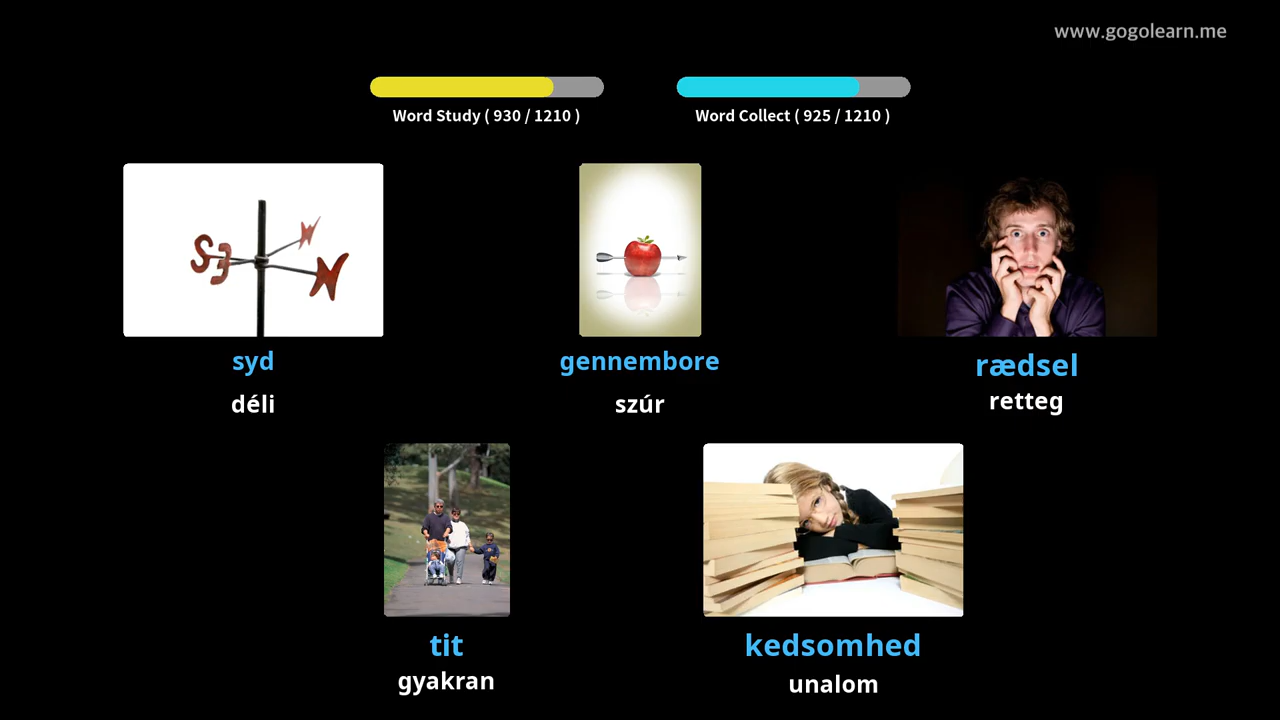 www.gogolearn.me
Word Study ( 930 / 1210 )
Word Collect ( 925 / 1210 )
syd
déli
gennembore
szúr
rædsel
retteg
tit
gyakran
kedsomhed
unalom